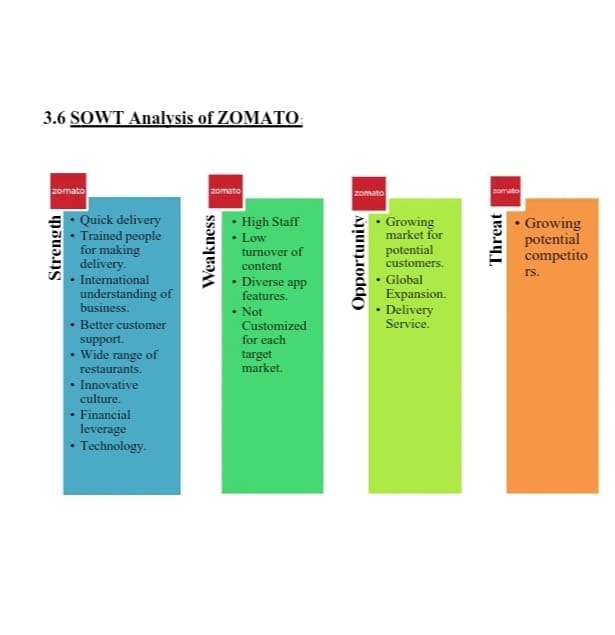 3.6 SOWT Analysis of ZOMATO:
zomato
Strength
• Quick delivery
• Trained people
for making
delivery.
• International
understanding of
business.
• Better customer
support.
• Wide range of
restaurants.
• Innovative
culture.
• Financial
leverage
• Technology.
zomato
Weakness
• High Staff
• Low
turnover of
content
• Diverse app
features.
• Not
Customized
for each
target
market.
zomato
Opportunity
• Growing
market for
potential
customers.
• Global
Expansion.
• Delivery
Service.
zomato
Threat
• Growing
potential
competito
rs.